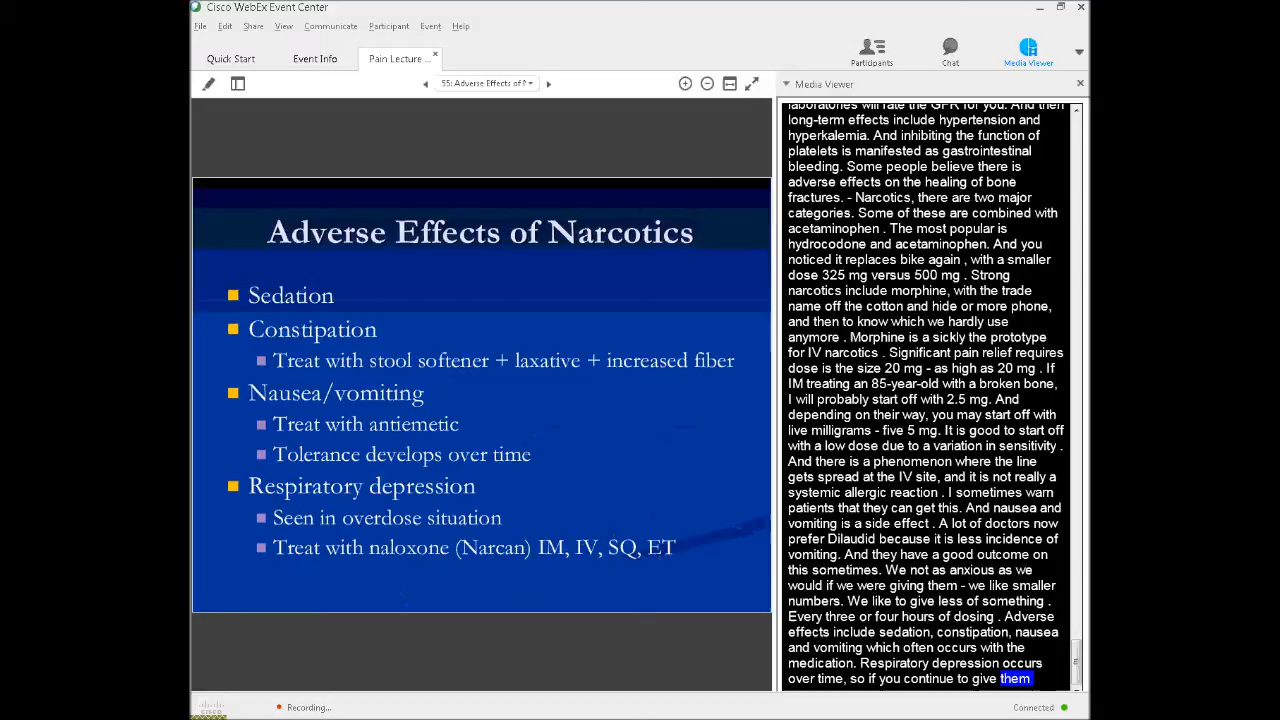 Cisco WebEx Event Center
File Edit Share View Communicate Participant Event Help
Quick Start Event Info Pain Lecture ...
Participants Chat Media Viewer
55: Adverse Effects of
Media Viewer
Adverse Effects of Narcotics
Sedation
Constipation
Treat with stool softener + laxative + increased fiber
Nausea/vomiting
Treat with antiemetic
Tolerance develops over time
Respiratory depression
Seen in overdose situation
Treat with naloxone (Narcan) IM, IV, SQ, ET
laboratories will rate the GFR for you. And then
long-term effects include hypertension and
hyperkalemia. And inhibiting the function of
platelets is manifested as gastrointestinal
bleeding. Some people believe there is
adverse effects on the healing of bone
fractures. - Narcotics, there are two major
categories. Some of these are combined with
acetaminophen . The most popular is
hydrocodone and acetaminophen. And you
noticed it replaces bike again , with a smaller
dose 325 mg versus 500 mg . Strong
narcotics include morphine, with the trade
name off the cotton and hide or more phone,
and then to know which we hardly use
anymore . Morphine is a sickly the prototype
for IV narcotics . Significant pain relief requires
dose is the size 20 mg - as high as 20 mg . If
IM treating an 85-year-old with a broken bone,
I will probably start off with 2.5 mg. And
depending on their way, you may start off with
live milligrams - five 5 mg. It is good to start off
with a low dose due to a variation in sensitivity .
And there is a phenomenon where the line
gets spread at the IV site, and it is not really a
systemic allergic reaction . I sometimes warn
patients that they can get this. And nausea and
vomiting is a side effect . A lot of doctors now
prefer Dilaudid because it is less incidence of
vomiting. And they have a good outcome on
this sometimes. We not as anxious as we
would if we were giving them - we like smaller
numbers. We like to give less of something .
Every three or four hours of dosing . Adverse
effects include sedation, constipation, nausea
and vomiting which often occurs with the
medication. Respiratory depression occurs
over time, so if you continue to give them
Recording...
Connected